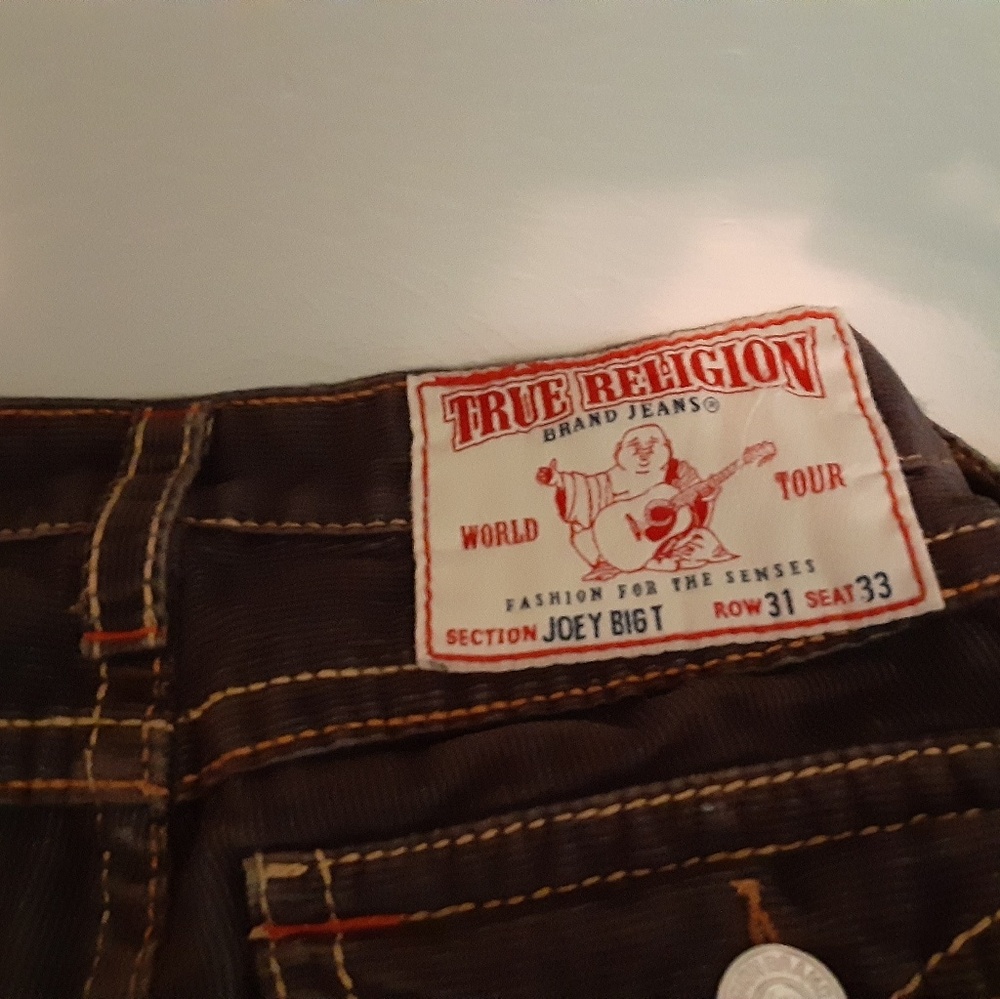 TRUE RELIGION
BRAND JEANS®
WORLD TOUR
FASHION FOR THE SENSES
SECTION JOEY BIG T ROW 31 SEAT 33